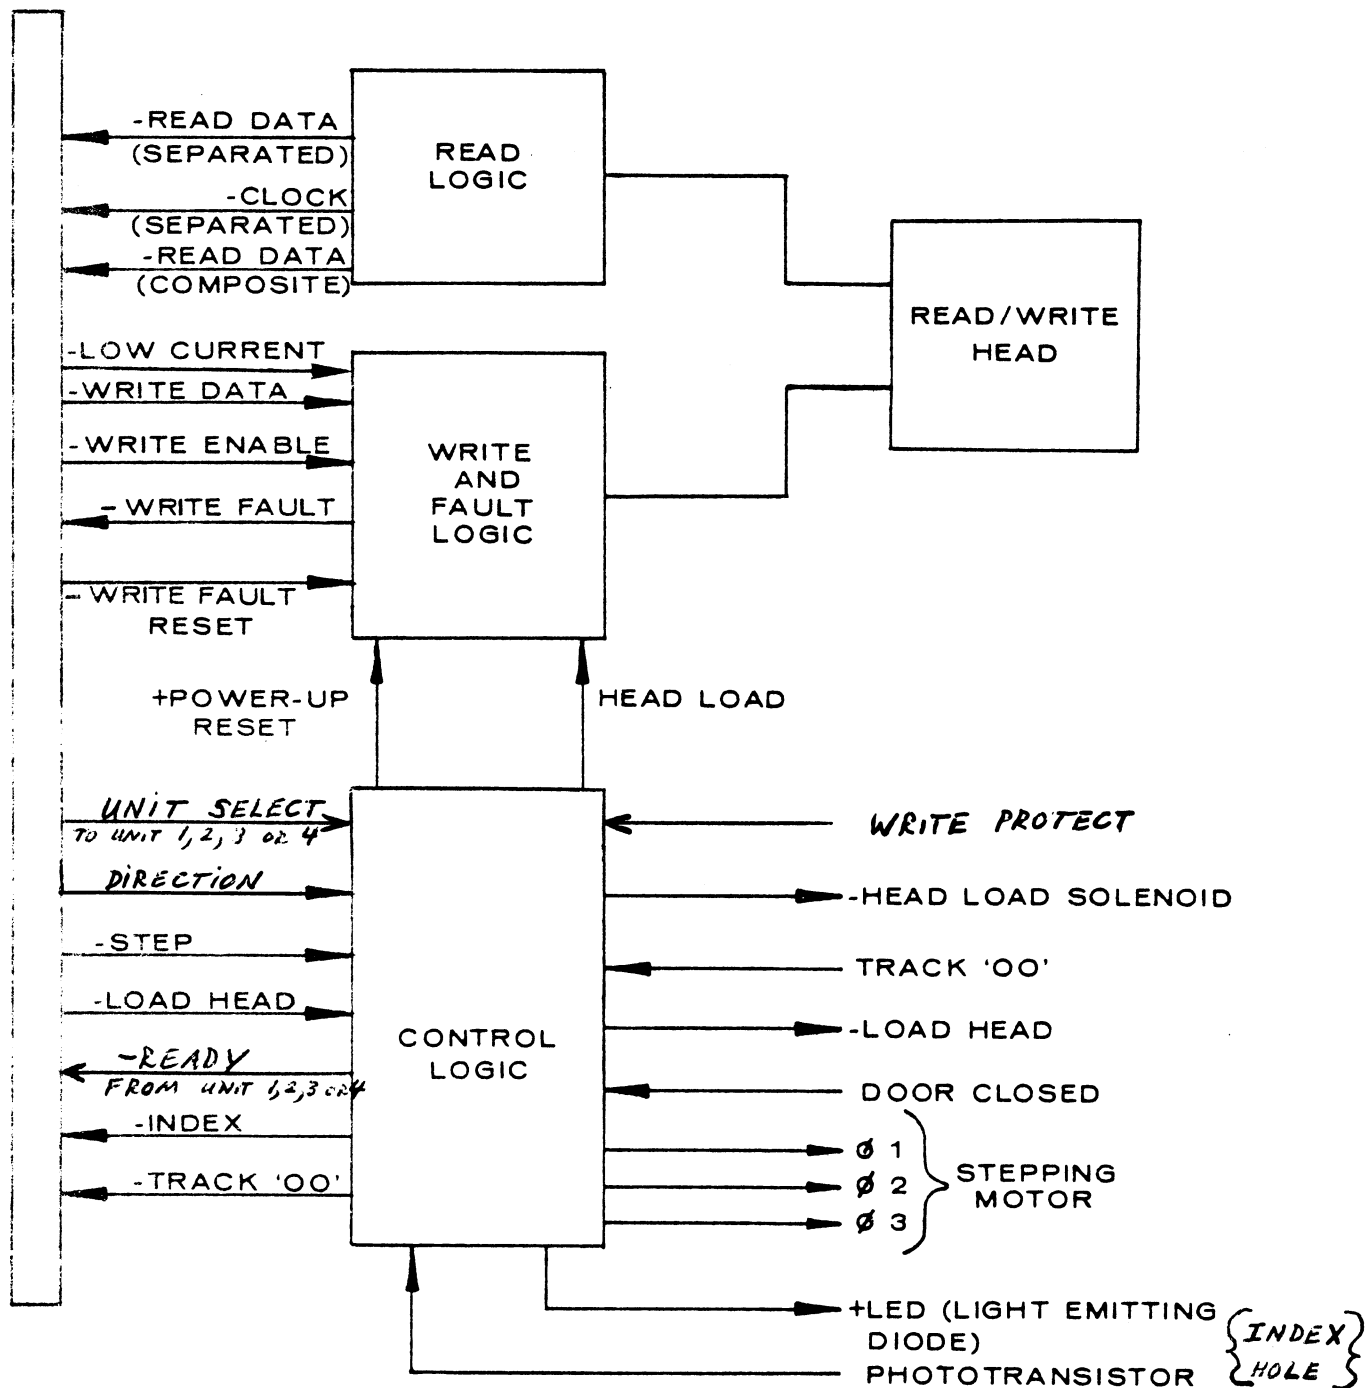 -READ DATA
(SEPARATED)
-CLOCK
(SEPARATED)
-READ DATA
(COMPOSITE)
READ
LOGIC
READ/WRITE
HEAD
-LOW CURRENT
-WRITE DATA
-WRITE ENABLE
- WRITE FAULT
- WRITE FAULT
RESET
WRITE
AND
FAULT
LOGIC
+POWER-UP
RESET
HEAD LOAD
UNIT SELECT
TO UNIT 1, 2, 3 OR 4
DIRECTION
-STEP
-LOAD HEAD
-READY
FROM UNIT 1,2,3 OR 4
-INDEX
-TRACK 'OO'
CONTROL
LOGIC
WRITE PROTECT
-HEAD LOAD SOLENOID
TRACK 'OO'
-LOAD HEAD
DOOR CLOSED
Ø 1
Ø 2
Ø 3
STEPPING
MOTOR
+LED (LIGHT EMITTING
DIODE)
PHOTOTRANSISTOR
INDEX
HOLE